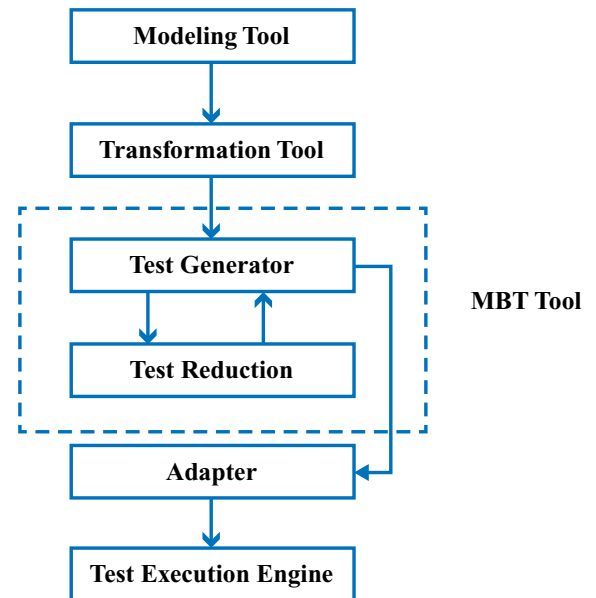 Modeling Tool
Transformation Tool
Test Generator
MBT Tool
Test Reduction
Adapter
Test Execution Engine